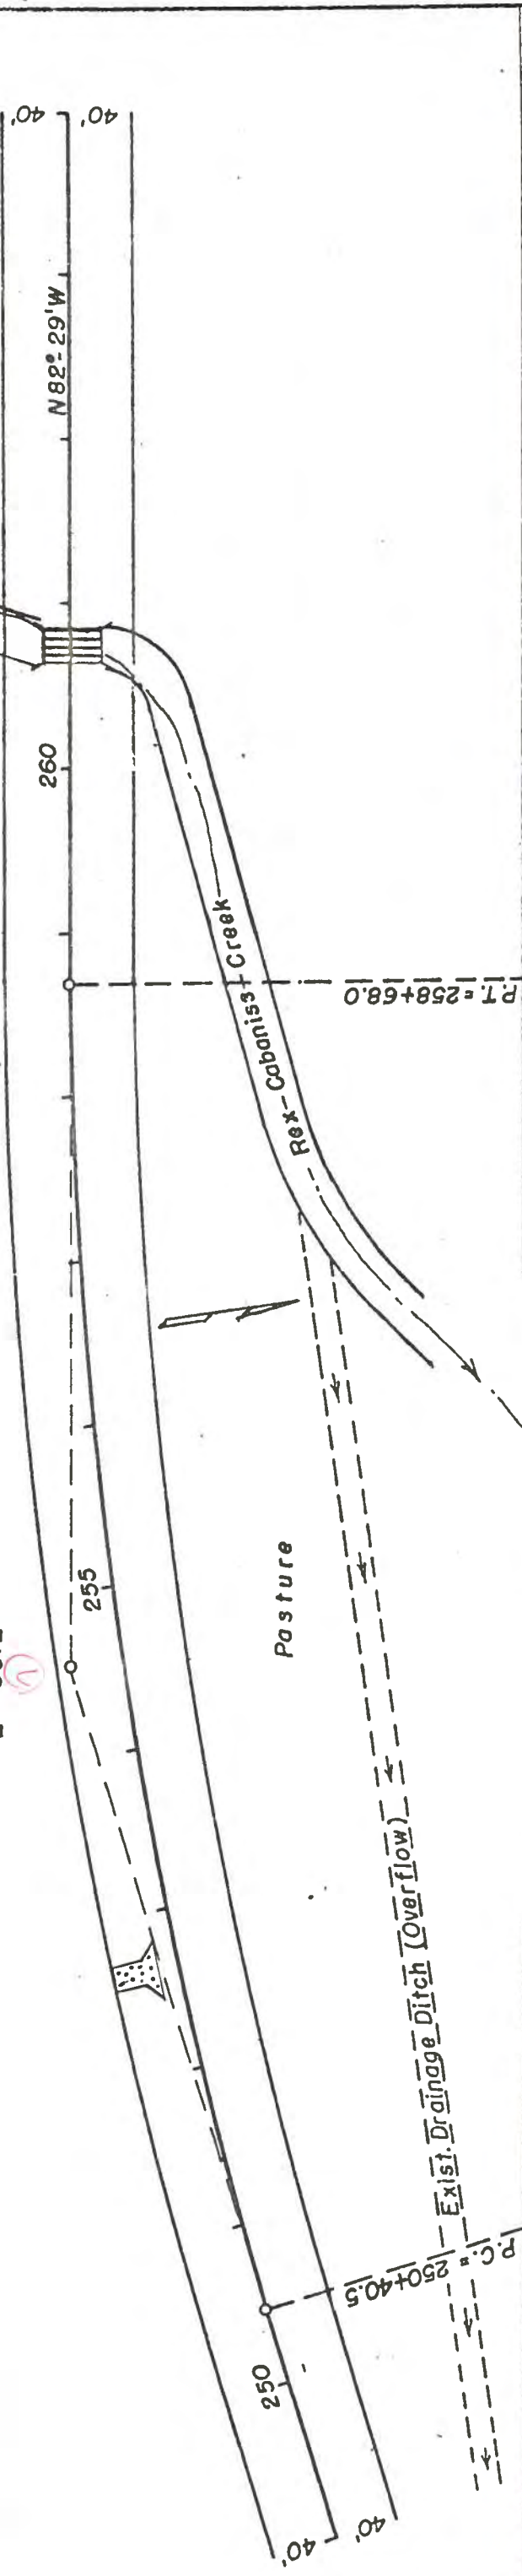 40'
40'
N82°-29'W
260
Rex-Cabaniss Creek
P.T. = 258+68.0
255
Pasture
Exist. Drainage Ditch (Overflow)
P.C. = 250+40.5
250
40'
40'